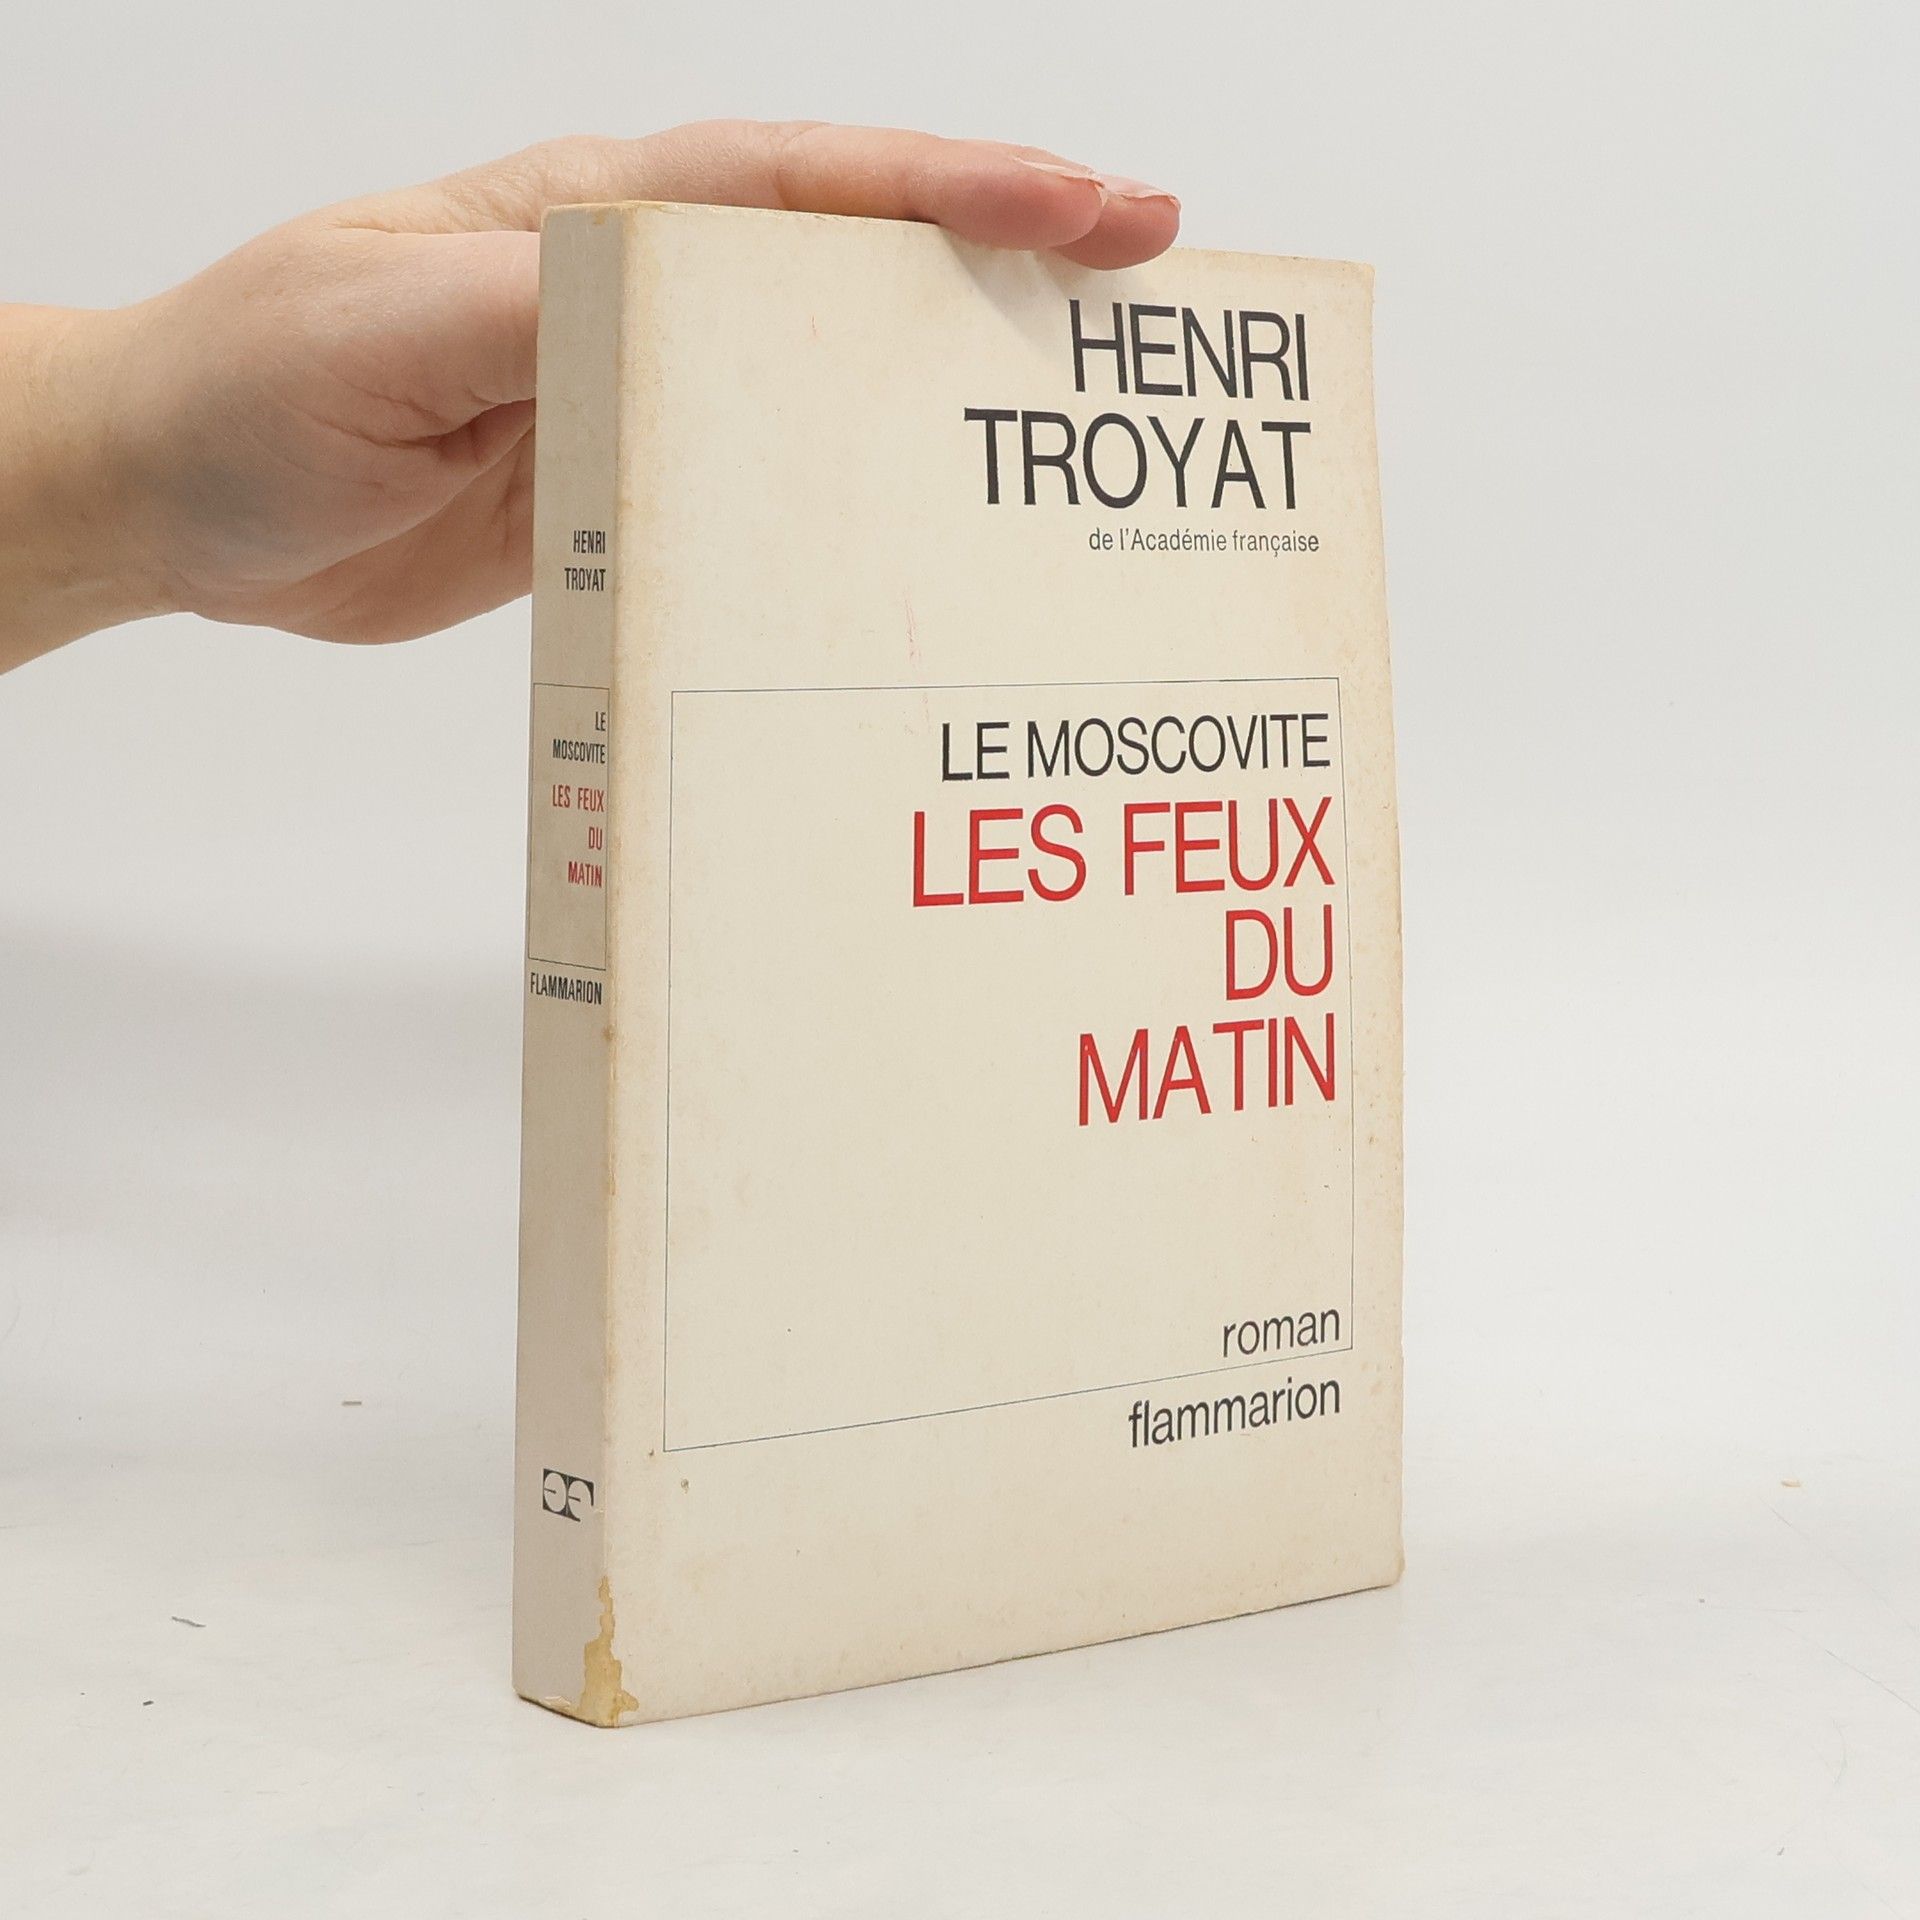 HENRI
TROYAT
de l'Académie française
LE MOSCOVITE
LES FEUX
DU
MATIN
roman
flammarion
HENRI
TROYAT
LE
MOSCOVITE
LES FEUX
DU
MATIN
FLAMMARION